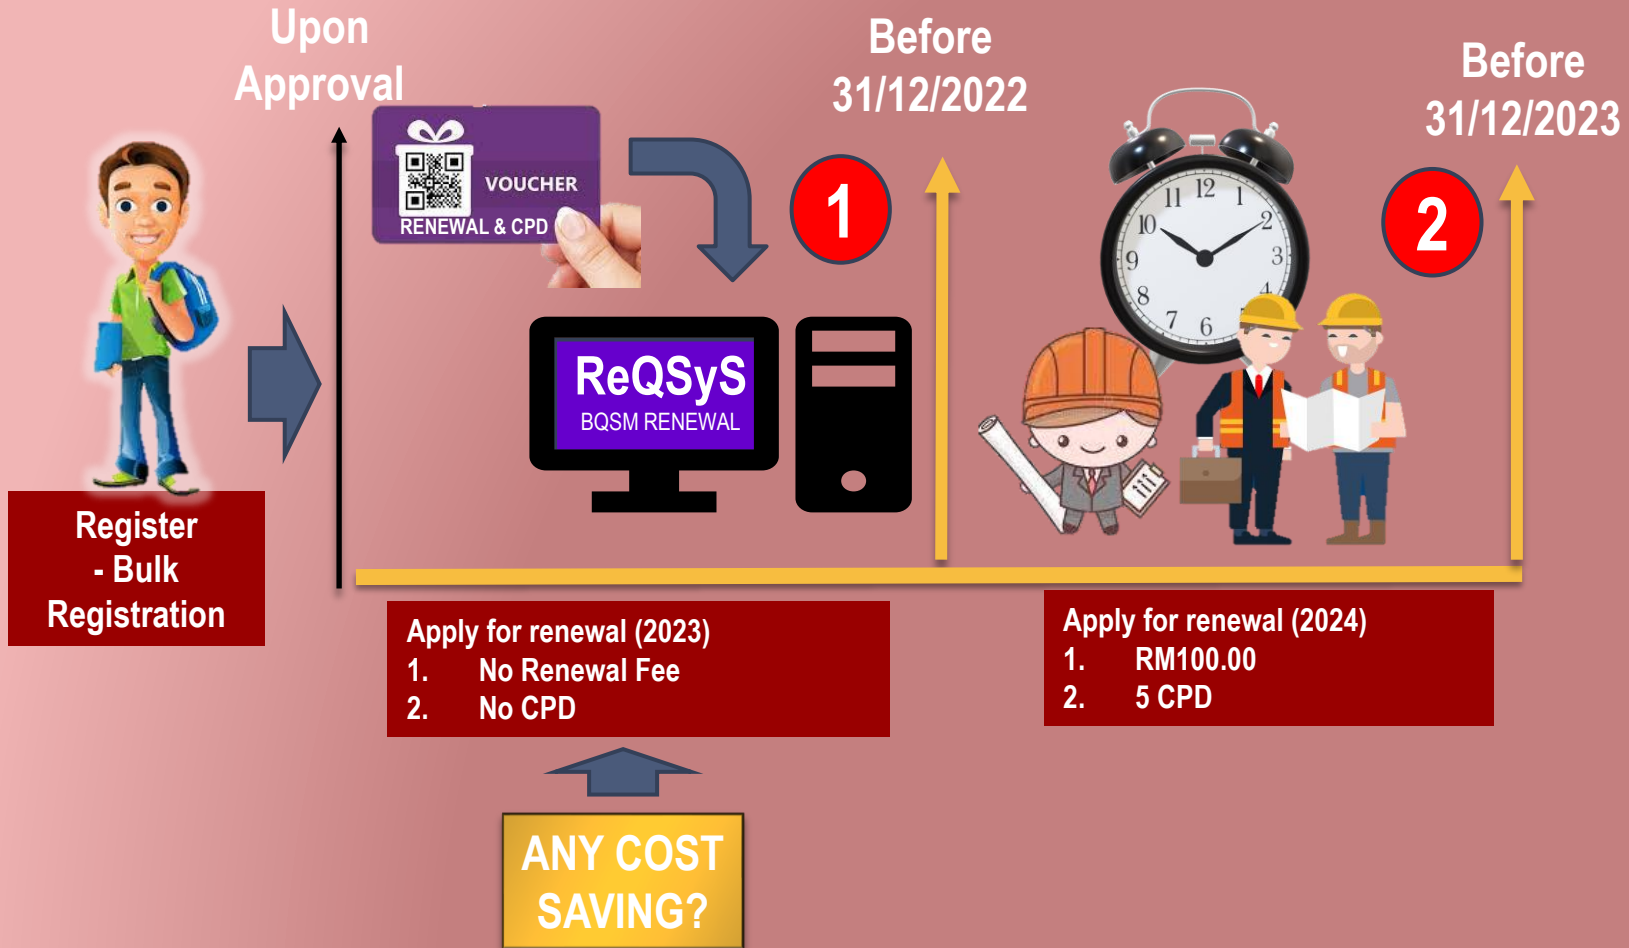 Upon
Approval
Before
31/12/2022
Before
31/12/2023
VOUCHER
RENEWAL & CPD
1
2
11 12 1
10 2
9 3
8 4
7 6
ReQSyS
BQSM RENEWAL
Register
- Bulk
Registration
Apply for renewal (2023)
1. No Renewal Fee
2. No CPD
Apply for renewal (2024)
1. RM100.00
2. 5 CPD
ANY COST
SAVING?